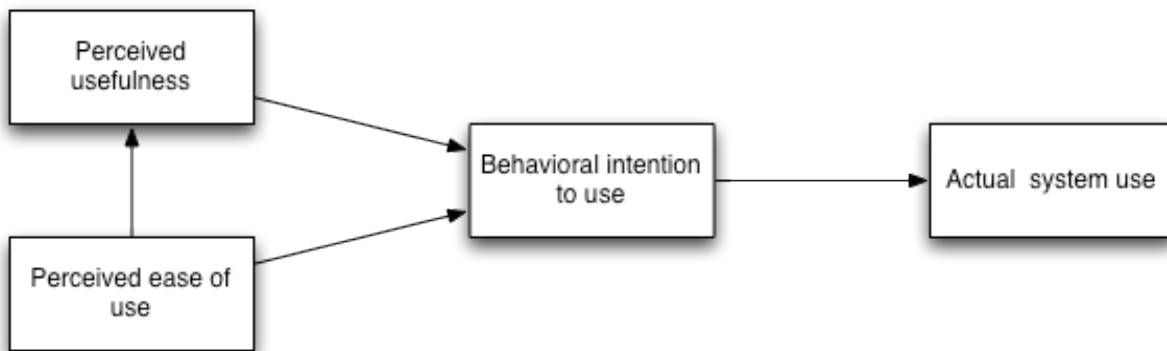 Perceived
usefulness
Behavioral intention
to use
Actual system use
Perceived ease of
use